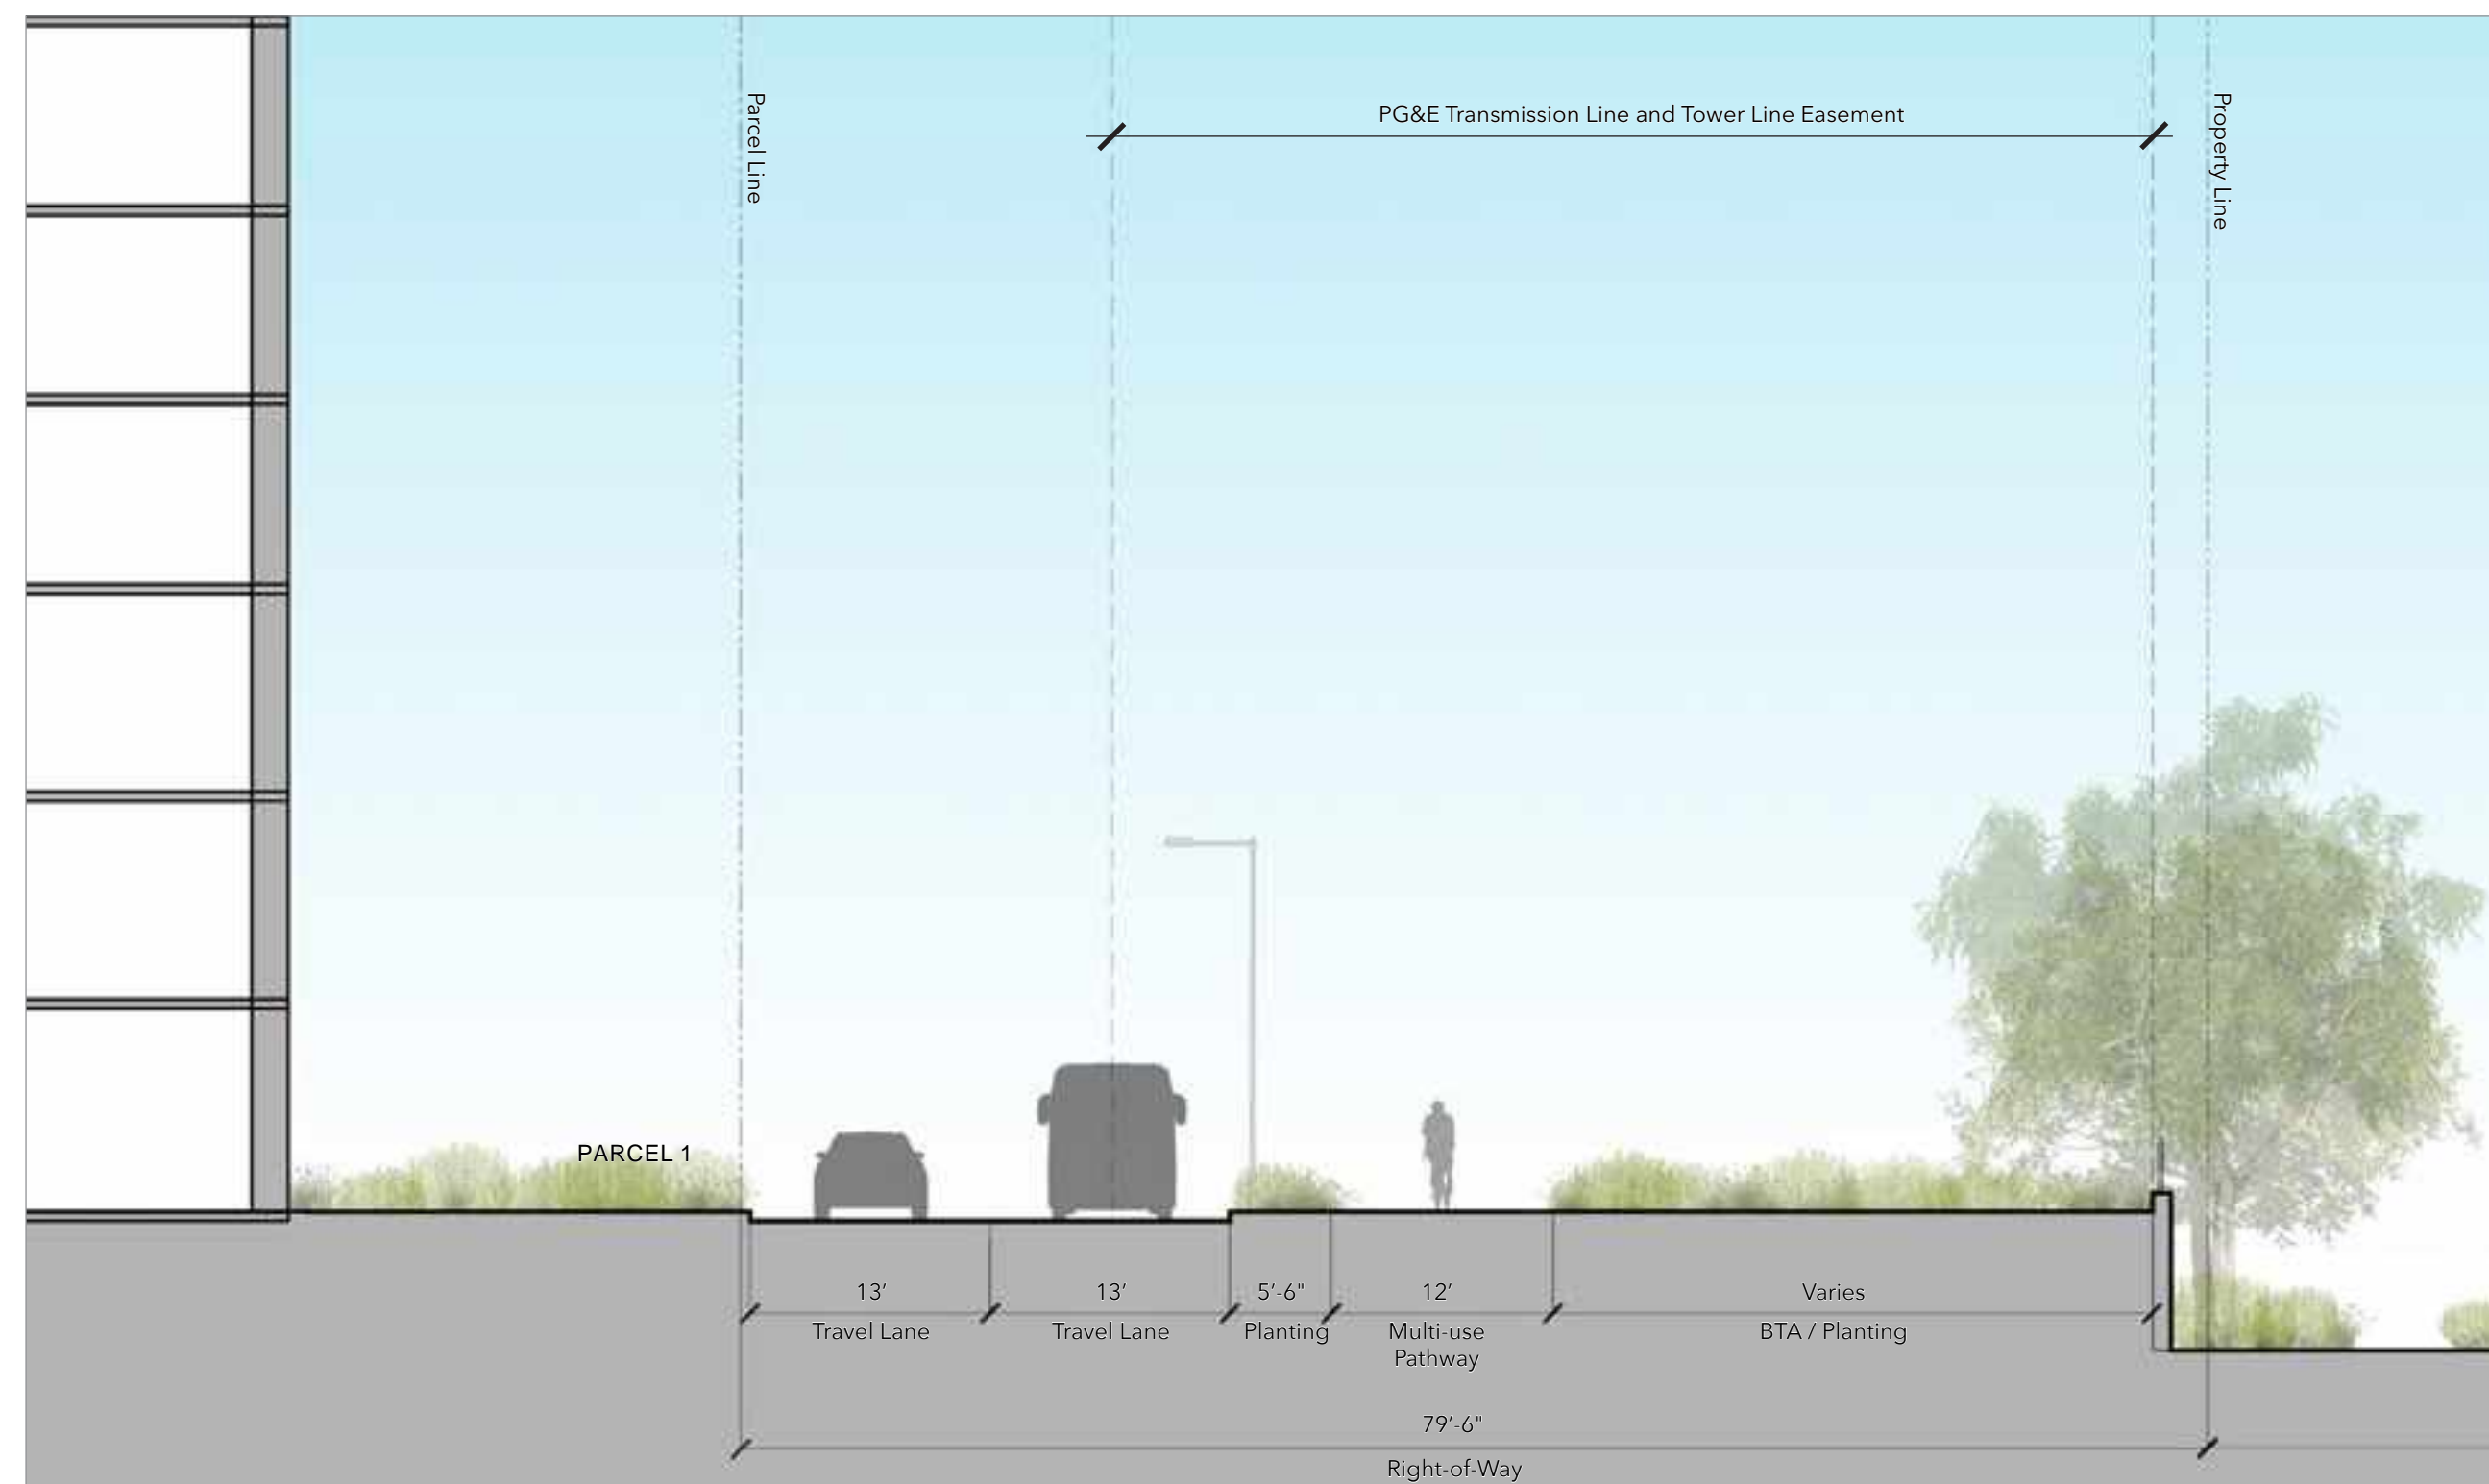 PG&E Transmission Line and Tower Line Easement
Parcel Line
Property Line
PARCEL 1
13’
13’
5’-6"
12’
Varies
Travel Lane
Travel Lane
Planting
Multi-use
Pathway
BTA / Planting
79’-6"
Right-of-Way